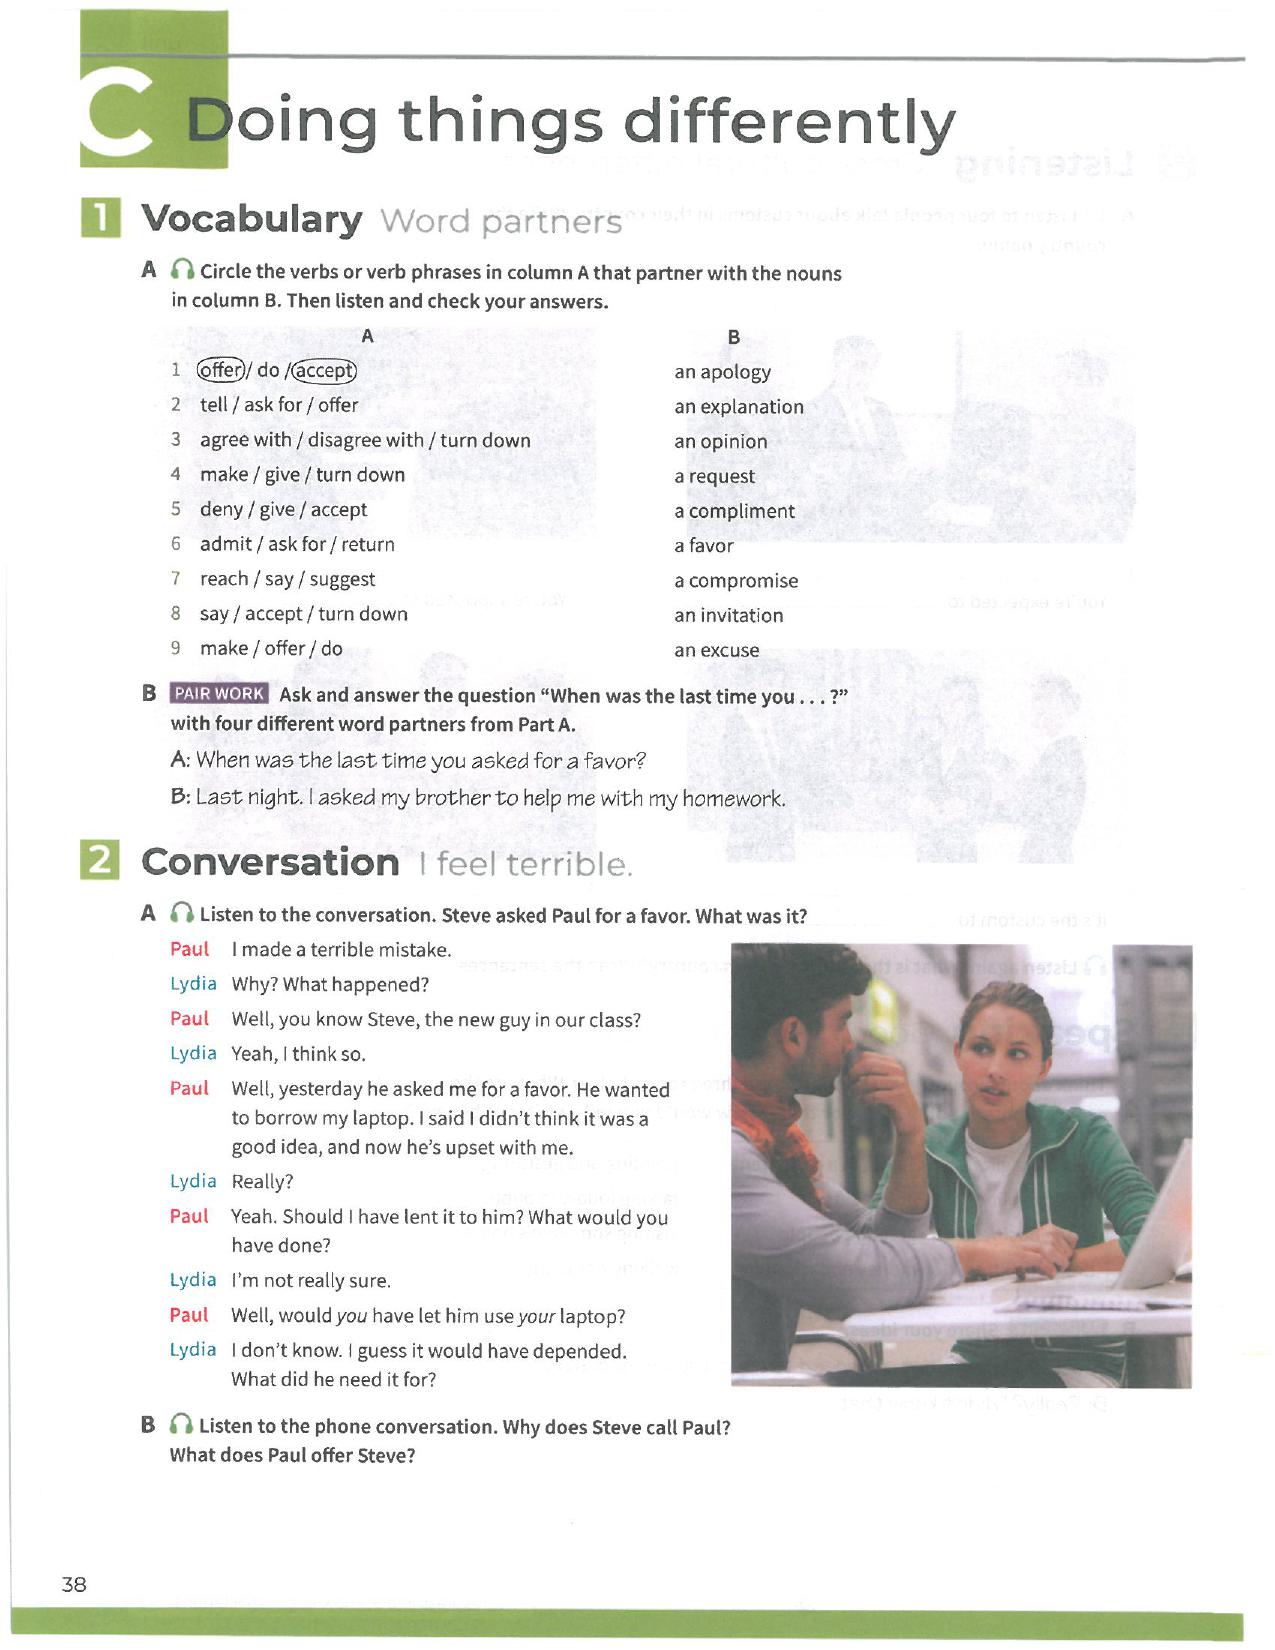 C Doing things differently
1 Vocabulary Word partners
A Circle the verbs or verb phrases in column A that partner with the nouns
in column B. Then listen and check your answers.
A B
1 offer / do / accept an apology
2 tell / ask for / offer an explanation
3 agree with / disagree with / turn down an opinion
4 make / give / turn down a request
5 deny / give / accept a compliment
6 admit / ask for / return a favor
7 reach / say / suggest a compromise
8 say / accept / turn down an invitation
9 make / offer / do an excuse
B PAIR WORK Ask and answer the question “When was the last time you . . . ?”
with four different word partners from Part A.
A: When was the last time you asked for a favor?
B: Last night. I asked my brother to help me with my homework.
2 Conversation I feel terrible.
A Listen to the conversation. Steve asked Paul for a favor. What was it?
Paul I made a terrible mistake.
Lydia Why? What happened?
Paul Well, you know Steve, the new guy in our class?
Lydia Yeah, I think so.
Paul Well, yesterday he asked me for a favor. He wanted
to borrow my laptop. I said I didn’t think it was a
good idea, and now he’s upset with me.
Lydia Really?
Paul Yeah. Should I have lent it to him? What would you
have done?
Lydia I’m not really sure.
Paul Well, would you have let him use your laptop?
Lydia I don’t know. I guess it would have depended.
What did he need it for?
B Listen to the phone conversation. Why does Steve call Paul?
What does Paul offer Steve?
38